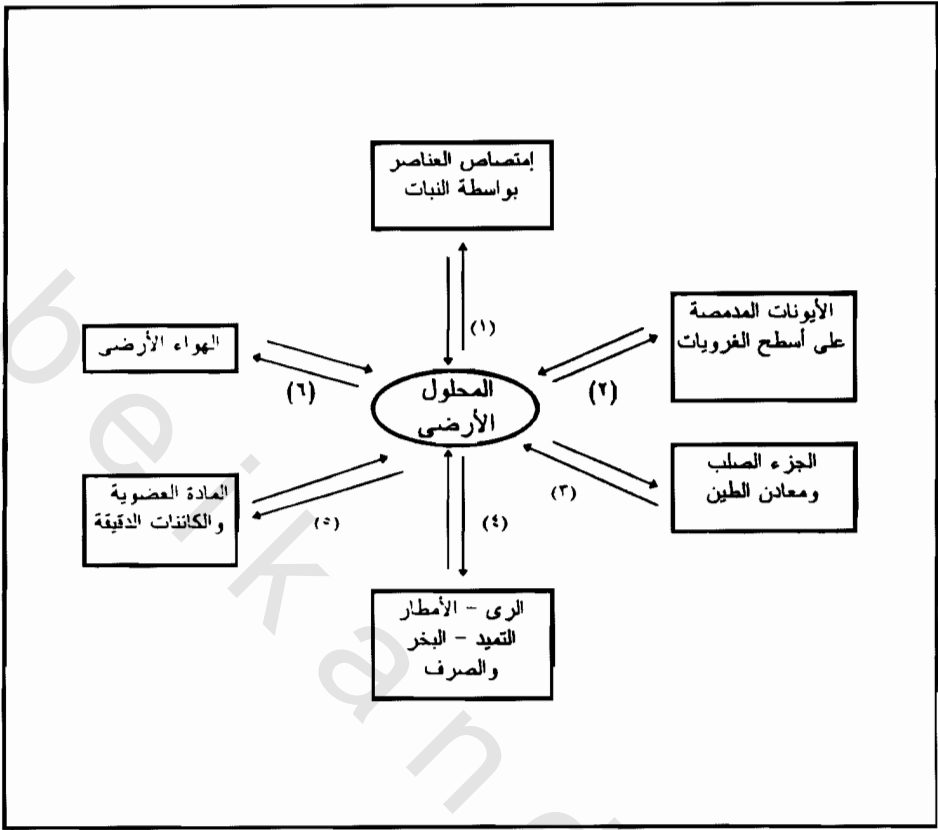 إمتصاص العناصر
بواسطة النبات
(١)
الأيونات المدمصة
على أسطح الغرويات
(٢)
الهواء الأرضى
(٦)
المحلول
الأرضى
الجزء الصلب
ومعادن الطين
(٣)
المادة العضوية
والكائنات الدقيقة
(٥)
(٤)
الرى - الأمطار
التميد - البخر
والصرف
b e i k a n d